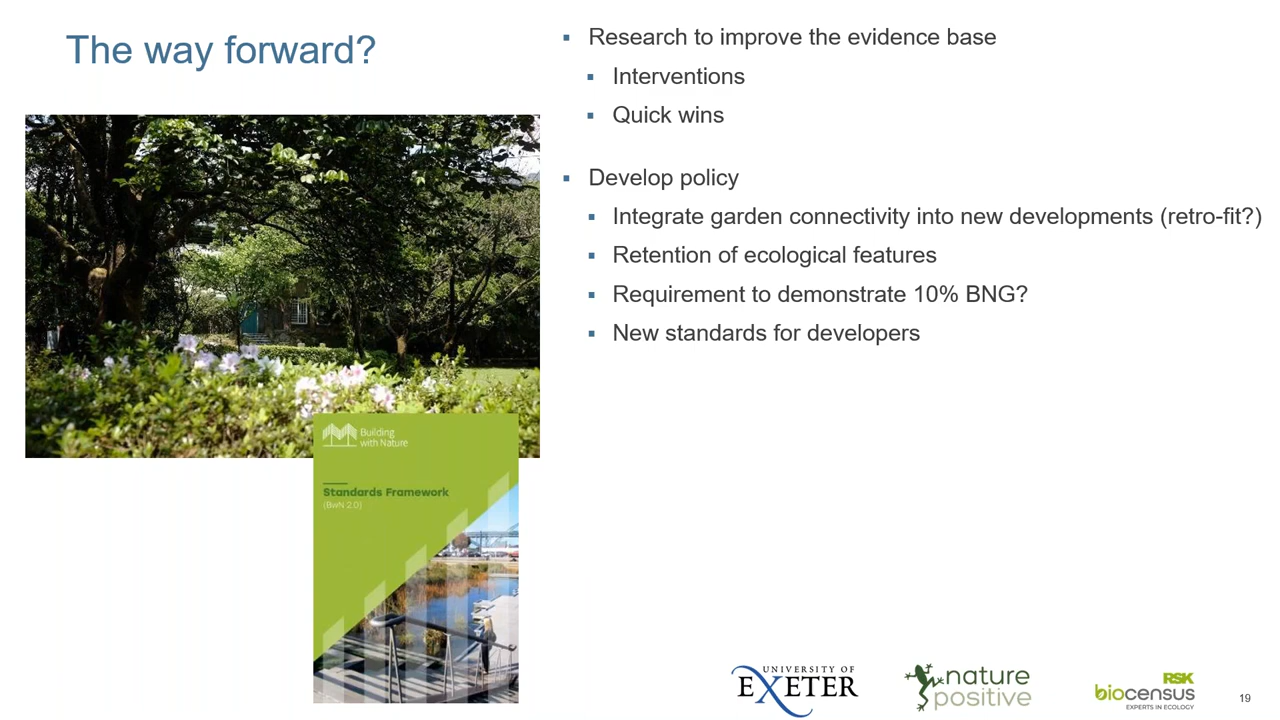 The way forward?
Research to improve the evidence base
Interventions
Quick wins
Develop policy
Integrate garden connectivity into new developments (retro-fit?)
Retention of ecological features
Requirement to demonstrate 10% BNG?
New standards for developers
Building
with Nature
Standards Framework
(BwN 2.0)
UNIVERSITY OF
EXETER
nature
positive
RSK
biocensus
EXPERTS IN ECOLOGY
19